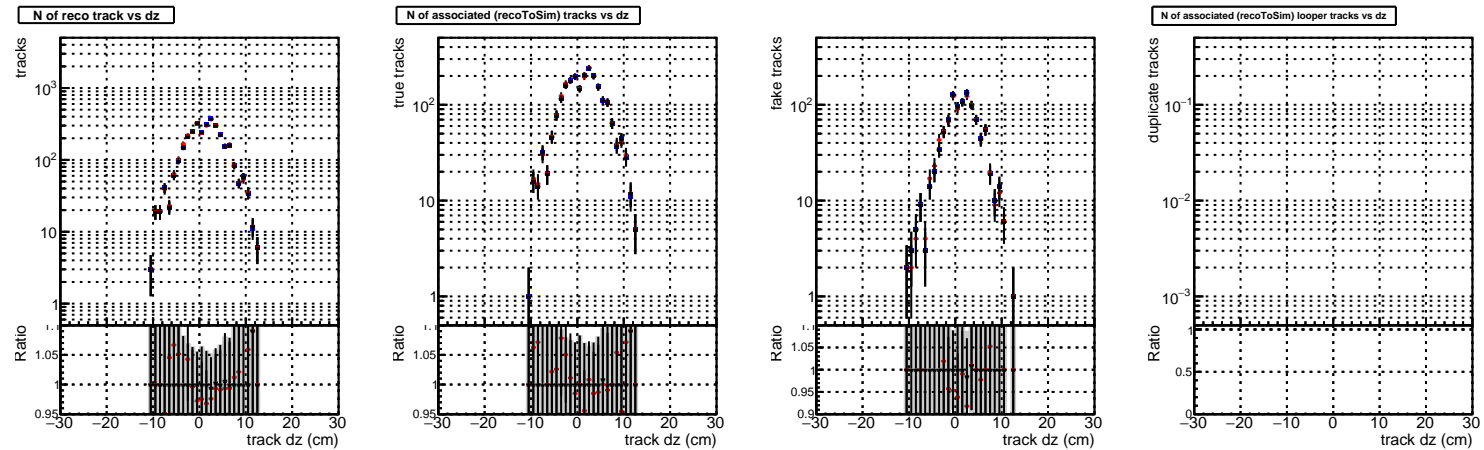 N of reco track vs dz
tracks
10³
10²
10
1
Ratio
1.1
1.05
1
0.95
−30 −20 −10 0 10 20 30
track dz (cm)
N of associated (recoToSim) tracks vs dz
true tracks
10²
10
1
Ratio
1.1
1.05
1
0.95
−30 −20 −10 0 10 20 30
track dz (cm)
fake tracks
10²
10
1
Ratio
1.05
1
0.95
0.9
−30 −20 −10 0 10 20 30
track dz (cm)
N of associated (recoToSim) looper tracks vs dz
duplicate tracks
10⁻¹
10⁻²
10⁻³
Ratio
1
0.5
0
−30 −20 −10 0 10 20 30
track dz (cm)